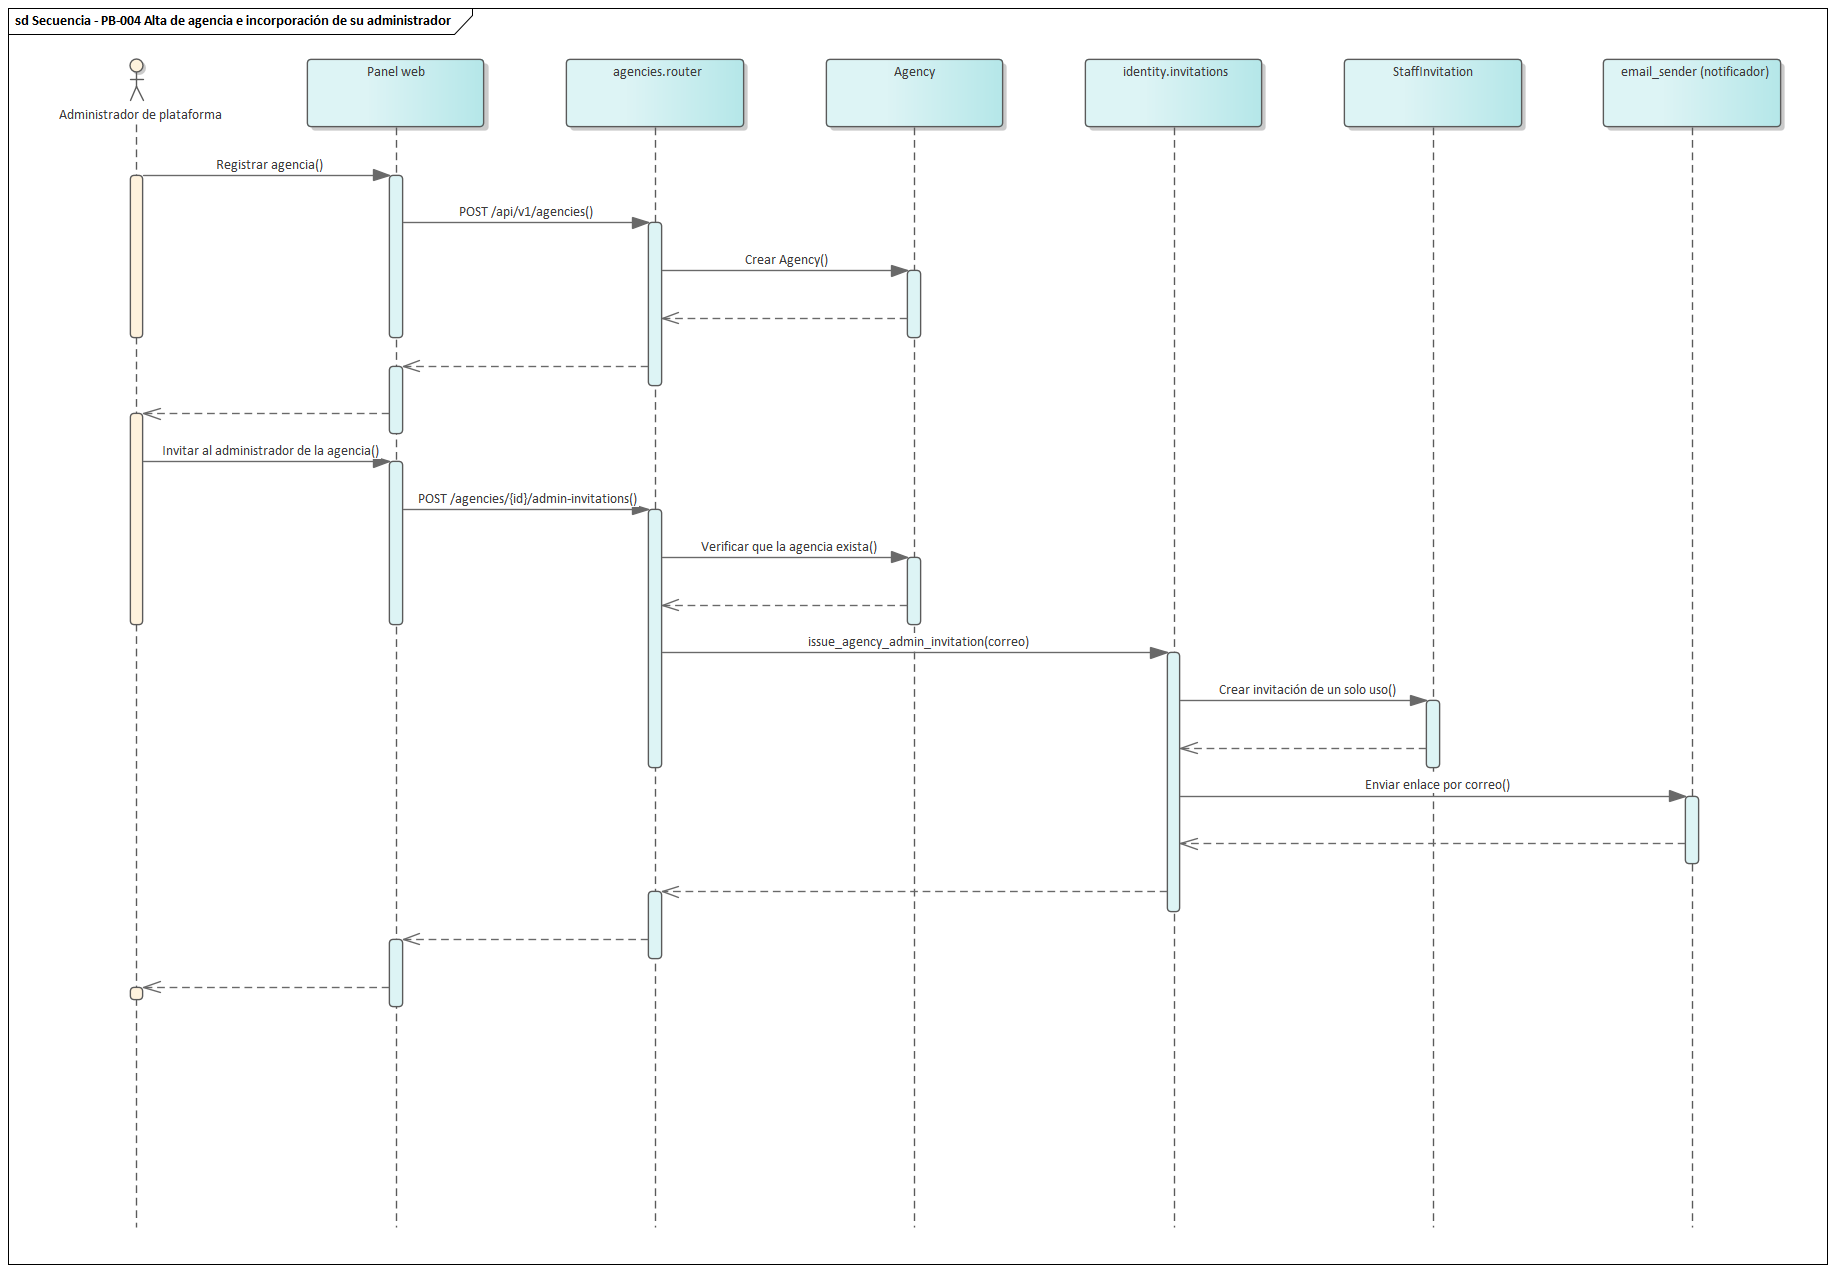 sd Secuencia - PB-004 Alta de agencia e incorporación de su administrador
Administrador de plataforma
Panel web
agencies.router
Agency
identity.invitations
StaffInvitation
email_sender (notificador)
Registrar agencia()
POST /api/v1/agencies()
Crear Agency()
Invitar al administrador de la agencia()
POST /agencies/{id}/admin-invitations()
Verificar que la agencia exista()
issue_agency_admin_invitation(correo)
Crear invitación de un solo uso()
Enviar enlace por correo()